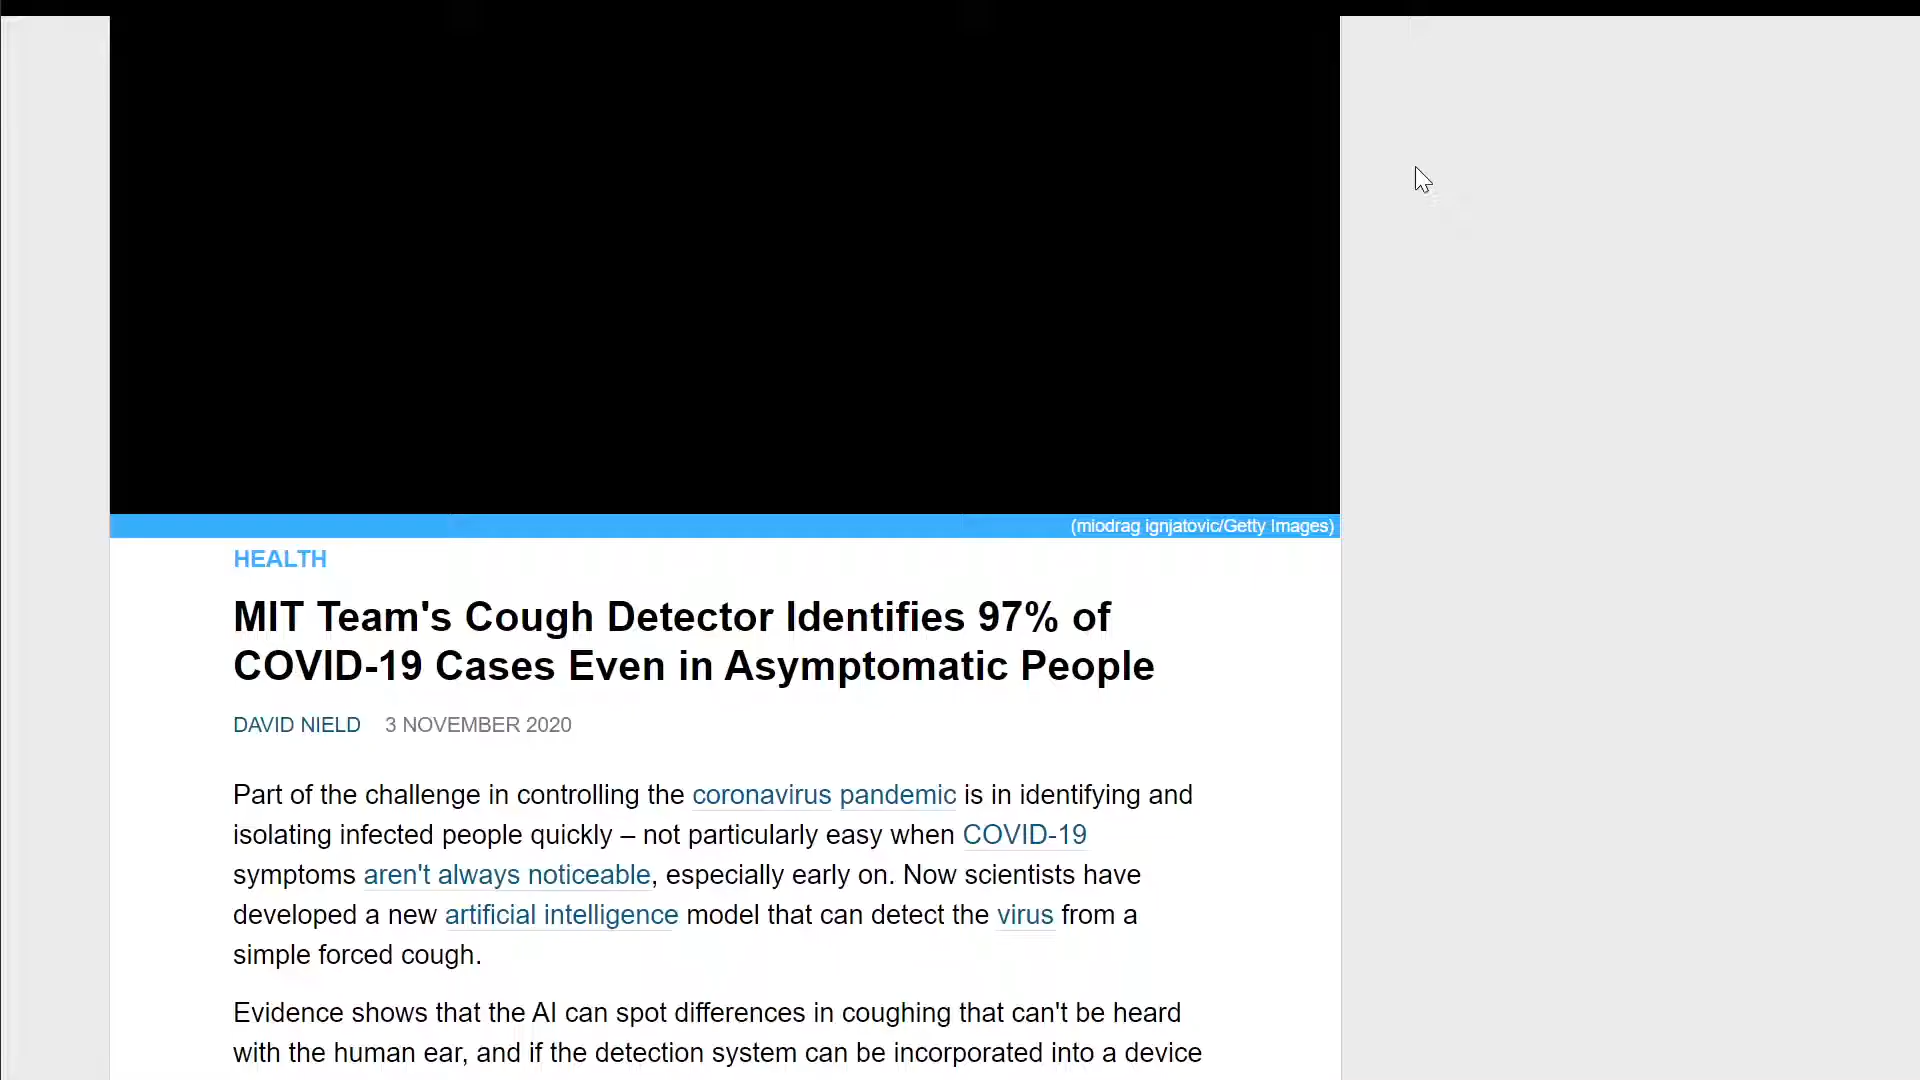 (miodrag ignjatovic/Getty Images)
HEALTH
MIT Team's Cough Detector Identifies 97% of
COVID-19 Cases Even in Asymptomatic People
DAVID NIELD 3 NOVEMBER 2020
Part of the challenge in controlling the coronavirus pandemic is in identifying and
isolating infected people quickly – not particularly easy when COVID-19
symptoms aren't always noticeable, especially early on. Now scientists have
developed a new artificial intelligence model that can detect the virus from a
simple forced cough.
Evidence shows that the AI can spot differences in coughing that can't be heard
with the human ear, and if the detection system can be incorporated into a device